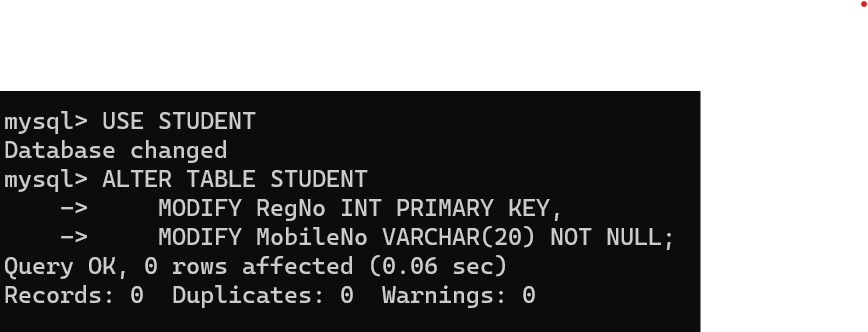 mysql> USE STUDENT
Database changed
mysql> ALTER TABLE STUDENT
    ->     MODIFY RegNo INT PRIMARY KEY,
    ->     MODIFY MobileNo VARCHAR(20) NOT NULL;
Query OK, 0 rows affected (0.06 sec)
Records: 0  Duplicates: 0  Warnings: 0